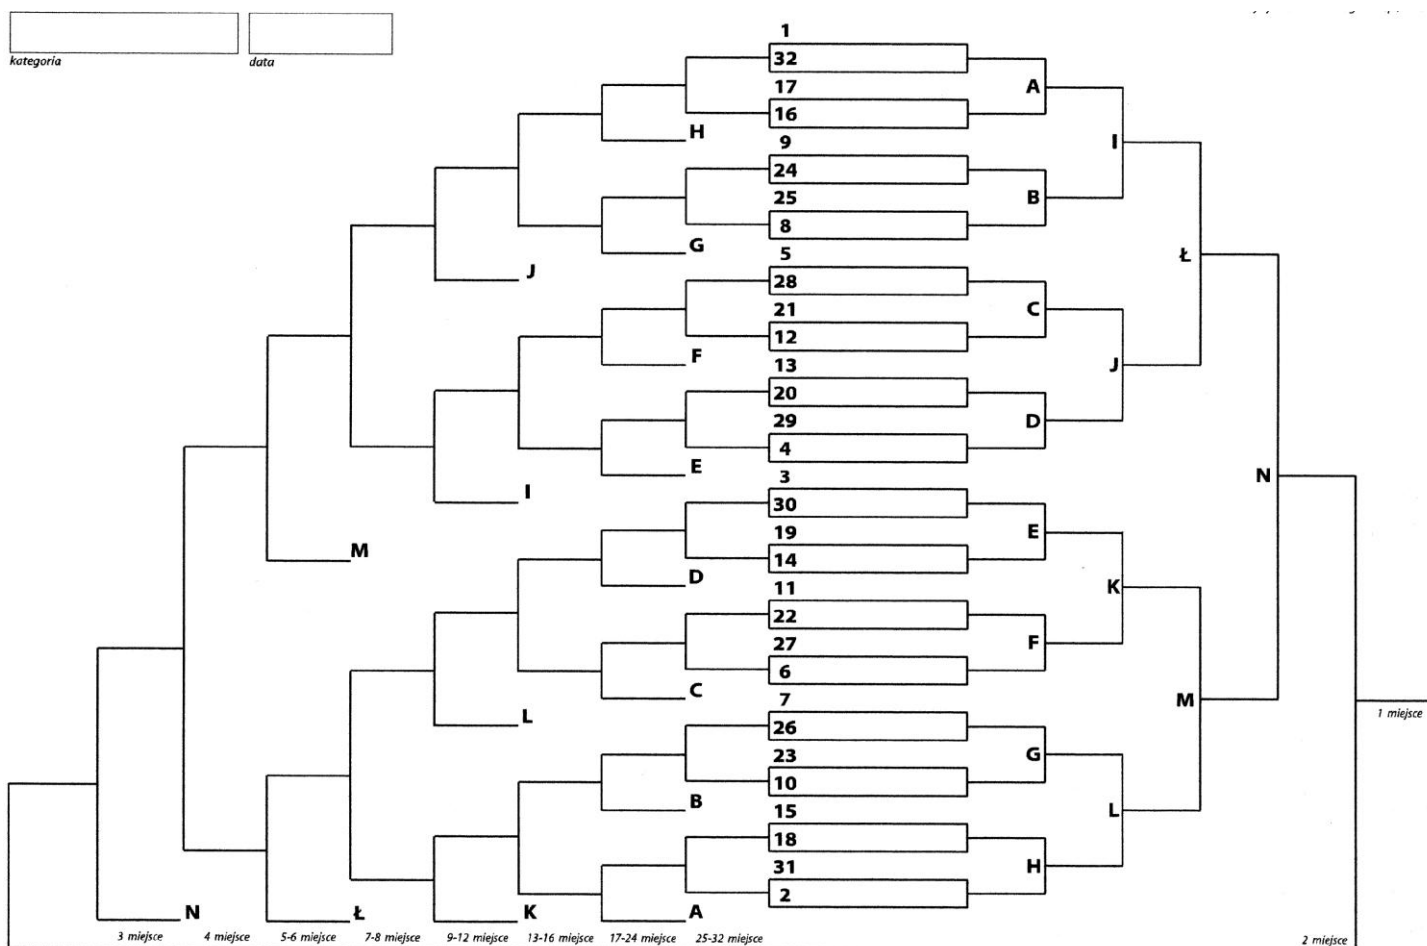 kategoria
data
1
32
17
A
16
H
9
I
24
25
B
8
G
5
Ł
J
28
21
C
12
F
13
J
20
29
D
4
E
3
N
I
30
19
E
14
M
D
11
K
22
27
F
6
C
7
M
1 miejsce
L
26
23
G
10
B
15
L
18
31
H
2
N
Ł
K
A
3 miejsce
4 miejsce
5-6 miejsce
7-8 miejsce
9-12 miejsce
13-16 miejsce
17-24 miejsce
25-32 miejsce
2 miejsce